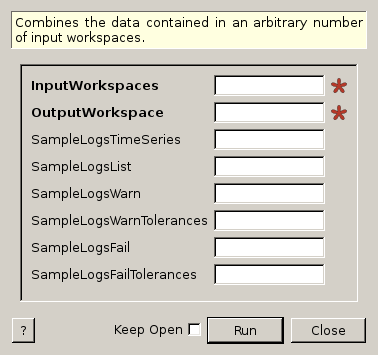 Combines the data contained in an arbitrary number
of input workspaces.
InputWorkspaces
OutputWorkspace
SampleLogsTimeSeries
SampleLogsList
SampleLogsWarn
SampleLogsWarnTolerances
SampleLogsFail
SampleLogsFailTolerances
? Keep Open Run Close